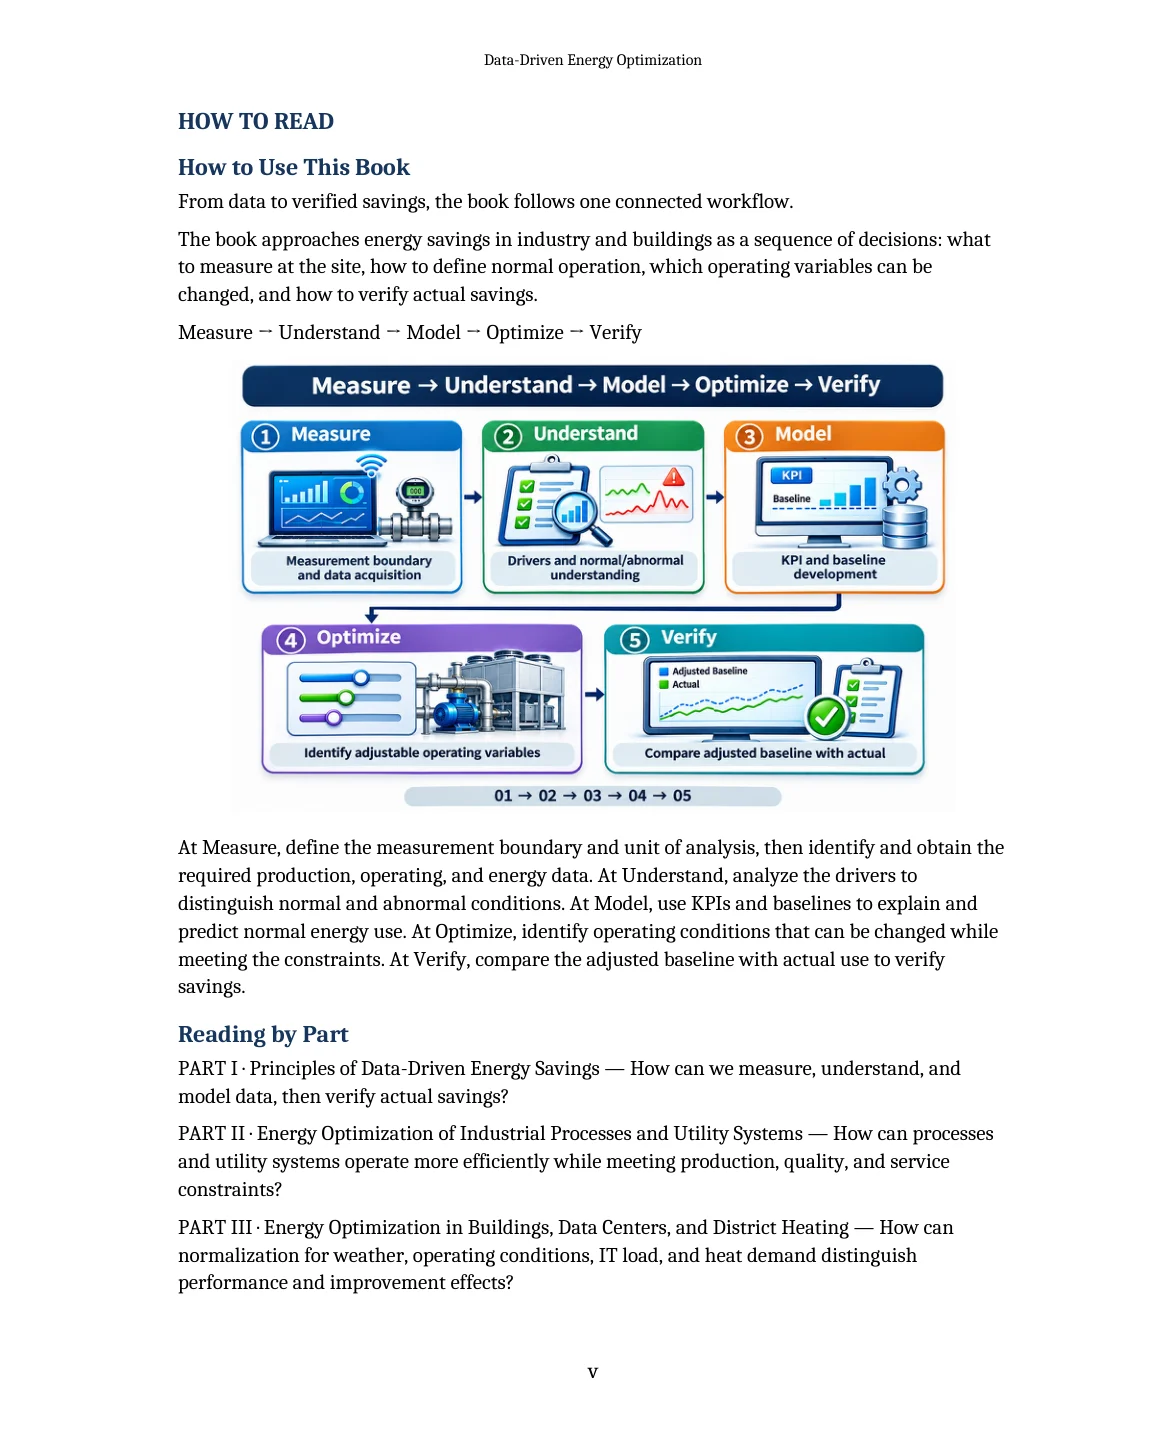 Data-Driven Energy Optimization
HOW TO READ
How to Use This Book
From data to verified savings, the book follows one connected workflow.
The book approaches energy savings in industry and buildings as a sequence of decisions: what
to measure at the site, how to define normal operation, which operating variables can be
changed, and how to verify actual savings.
Measure → Understand → Model → Optimize → Verify
Measure → Understand → Model → Optimize → Verify
1 Measure
Measurement boundary
and data acquisition
2 Understand
Drivers and normal/abnormal
understanding
3 Model
KPI
Baseline
KPI and baseline
development
4 Optimize
Identify adjustable operating variables
5 Verify
Adjusted Baseline
Actual
Compare adjusted baseline with actual
01 → 02 → 03 → 04 → 05
At Measure, define the measurement boundary and unit of analysis, then identify and obtain the
required production, operating, and energy data. At Understand, analyze the drivers to
distinguish normal and abnormal conditions. At Model, use KPIs and baselines to explain and
predict normal energy use. At Optimize, identify operating conditions that can be changed while
meeting the constraints. At Verify, compare the adjusted baseline with actual use to verify
savings.
Reading by Part
PART I · Principles of Data-Driven Energy Savings — How can we measure, understand, and
model data, then verify actual savings?
PART II · Energy Optimization of Industrial Processes and Utility Systems — How can processes
and utility systems operate more efficiently while meeting production, quality, and service
constraints?
PART III · Energy Optimization in Buildings, Data Centers, and District Heating — How can
normalization for weather, operating conditions, IT load, and heat demand distinguish
performance and improvement effects?
v